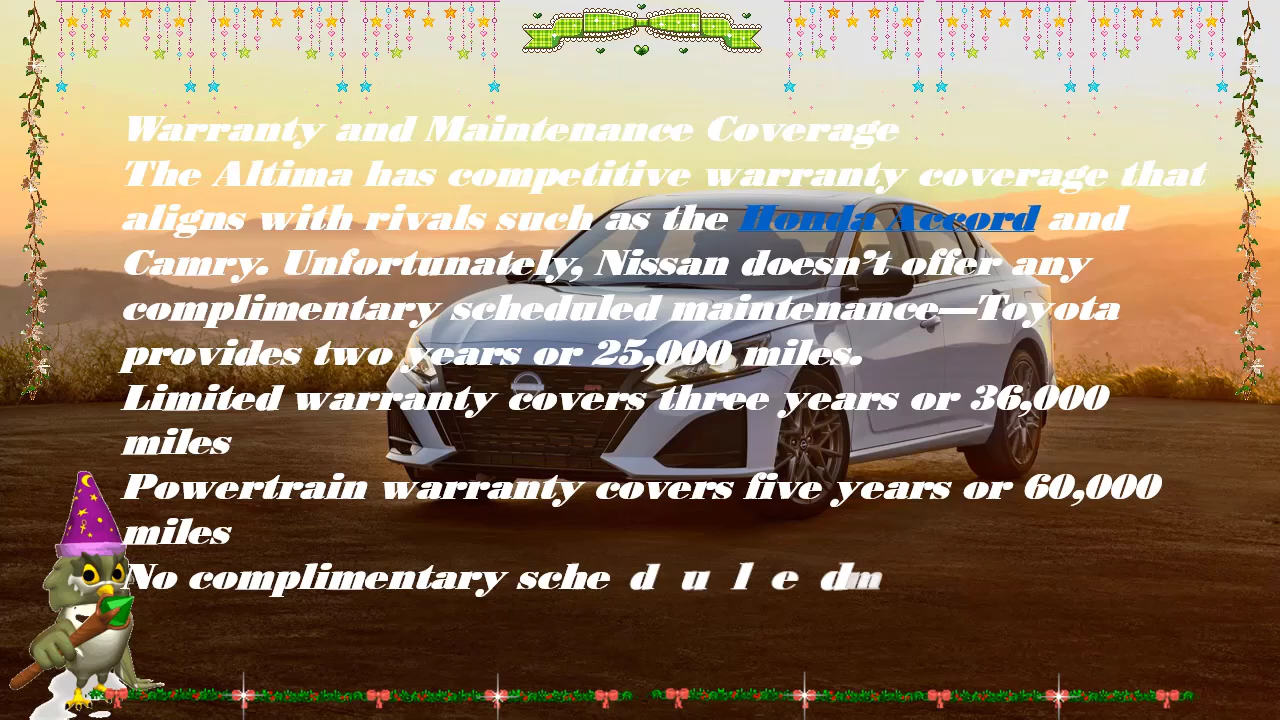 Warranty and Maintenance Coverage
The Altima has competitive warranty coverage that
aligns with rivals such as the Honda Accord and
Camry. Unfortunately, Nissan doesn’t offer any
complimentary scheduled maintenance—Toyota
provides two years or 25,000 miles.
Limited warranty covers three years or 36,000
miles
Powertrain warranty covers five years or 60,000
miles
No complimentary scheduled m